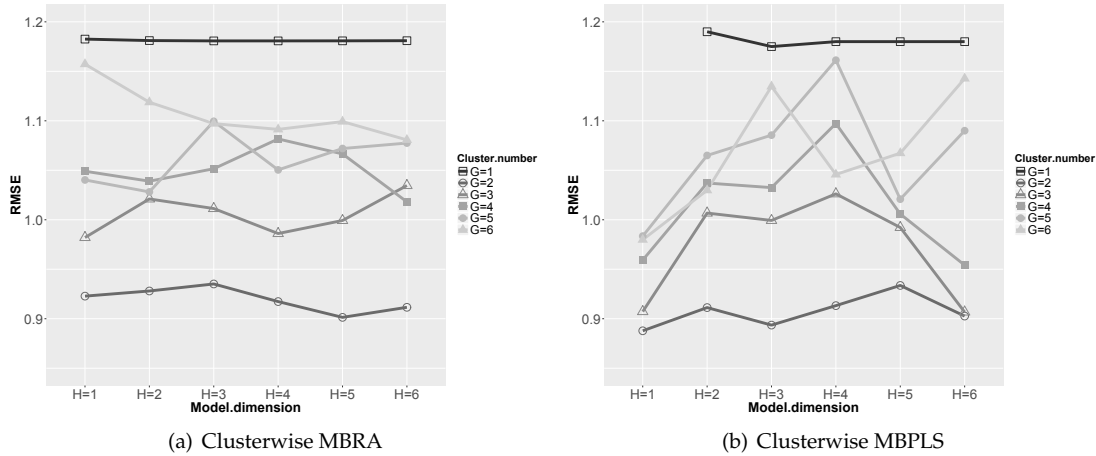 1.2
1.1
1.0
0.9
RMSE
H=1 H=2 H=3 H=4 H=5 H=6
Model.dimension
Cluster.number
G=1
G=2
G=3
G=4
G=5
G=6
(a) Clusterwise MBRA
1.2
1.1
1.0
0.9
RMSE
H=1 H=2 H=3 H=4 H=5 H=6
Model.dimension
Cluster.number
G=1
G=2
G=3
G=4
G=5
G=6
(b) Clusterwise MBPLS